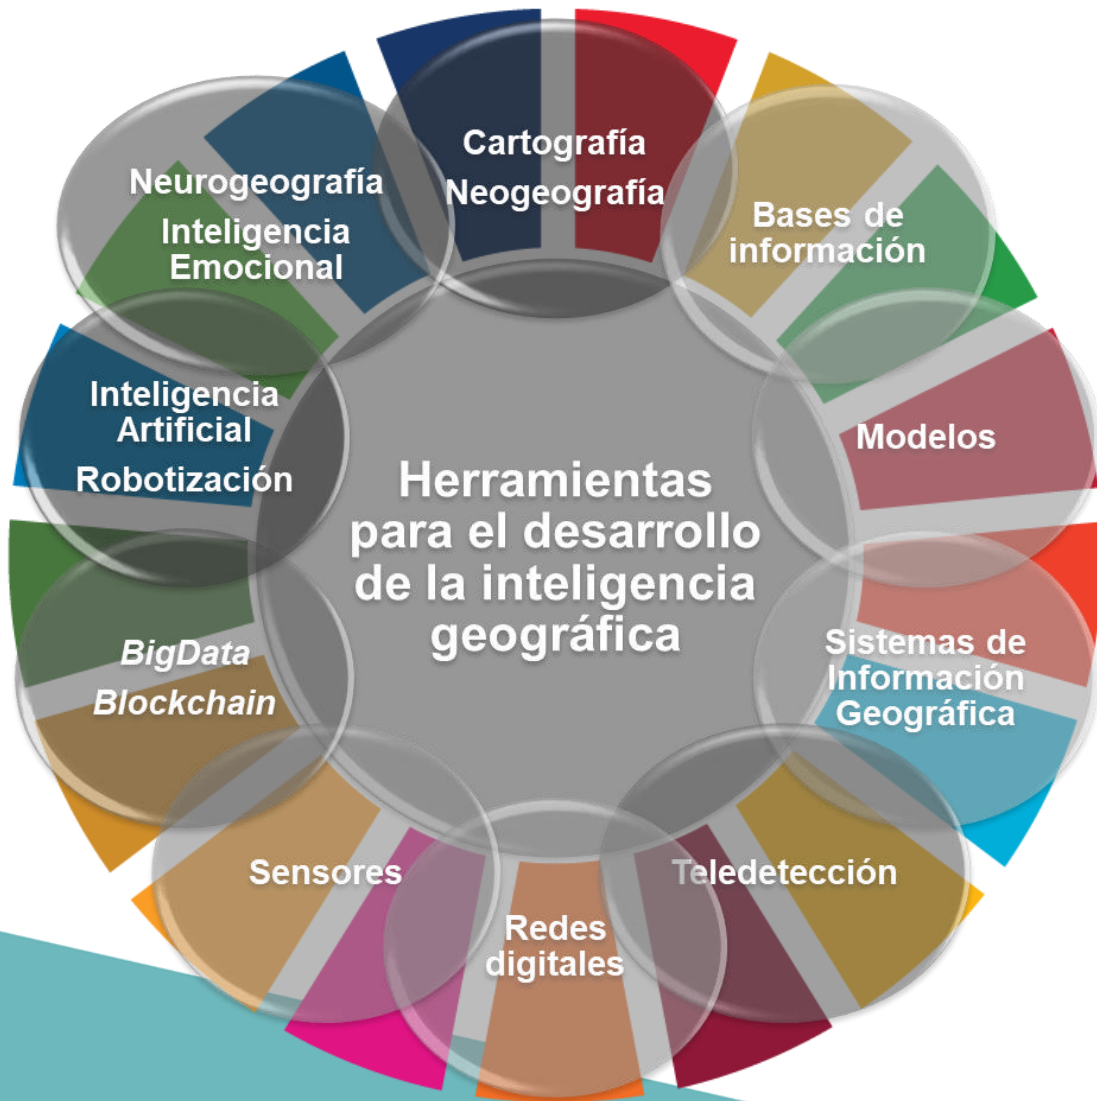 Cartografía
Neogeografía
Bases de
información
Modelos
Sistemas de
Información
Geográfica
Teledetección
Redes
digitales
Sensores
BigData
Blockchain
Inteligencia
Artificial
Robotización
Neurogeografía
Inteligencia
Emocional
Herramientas
para el desarrollo
de la inteligencia
geográfica